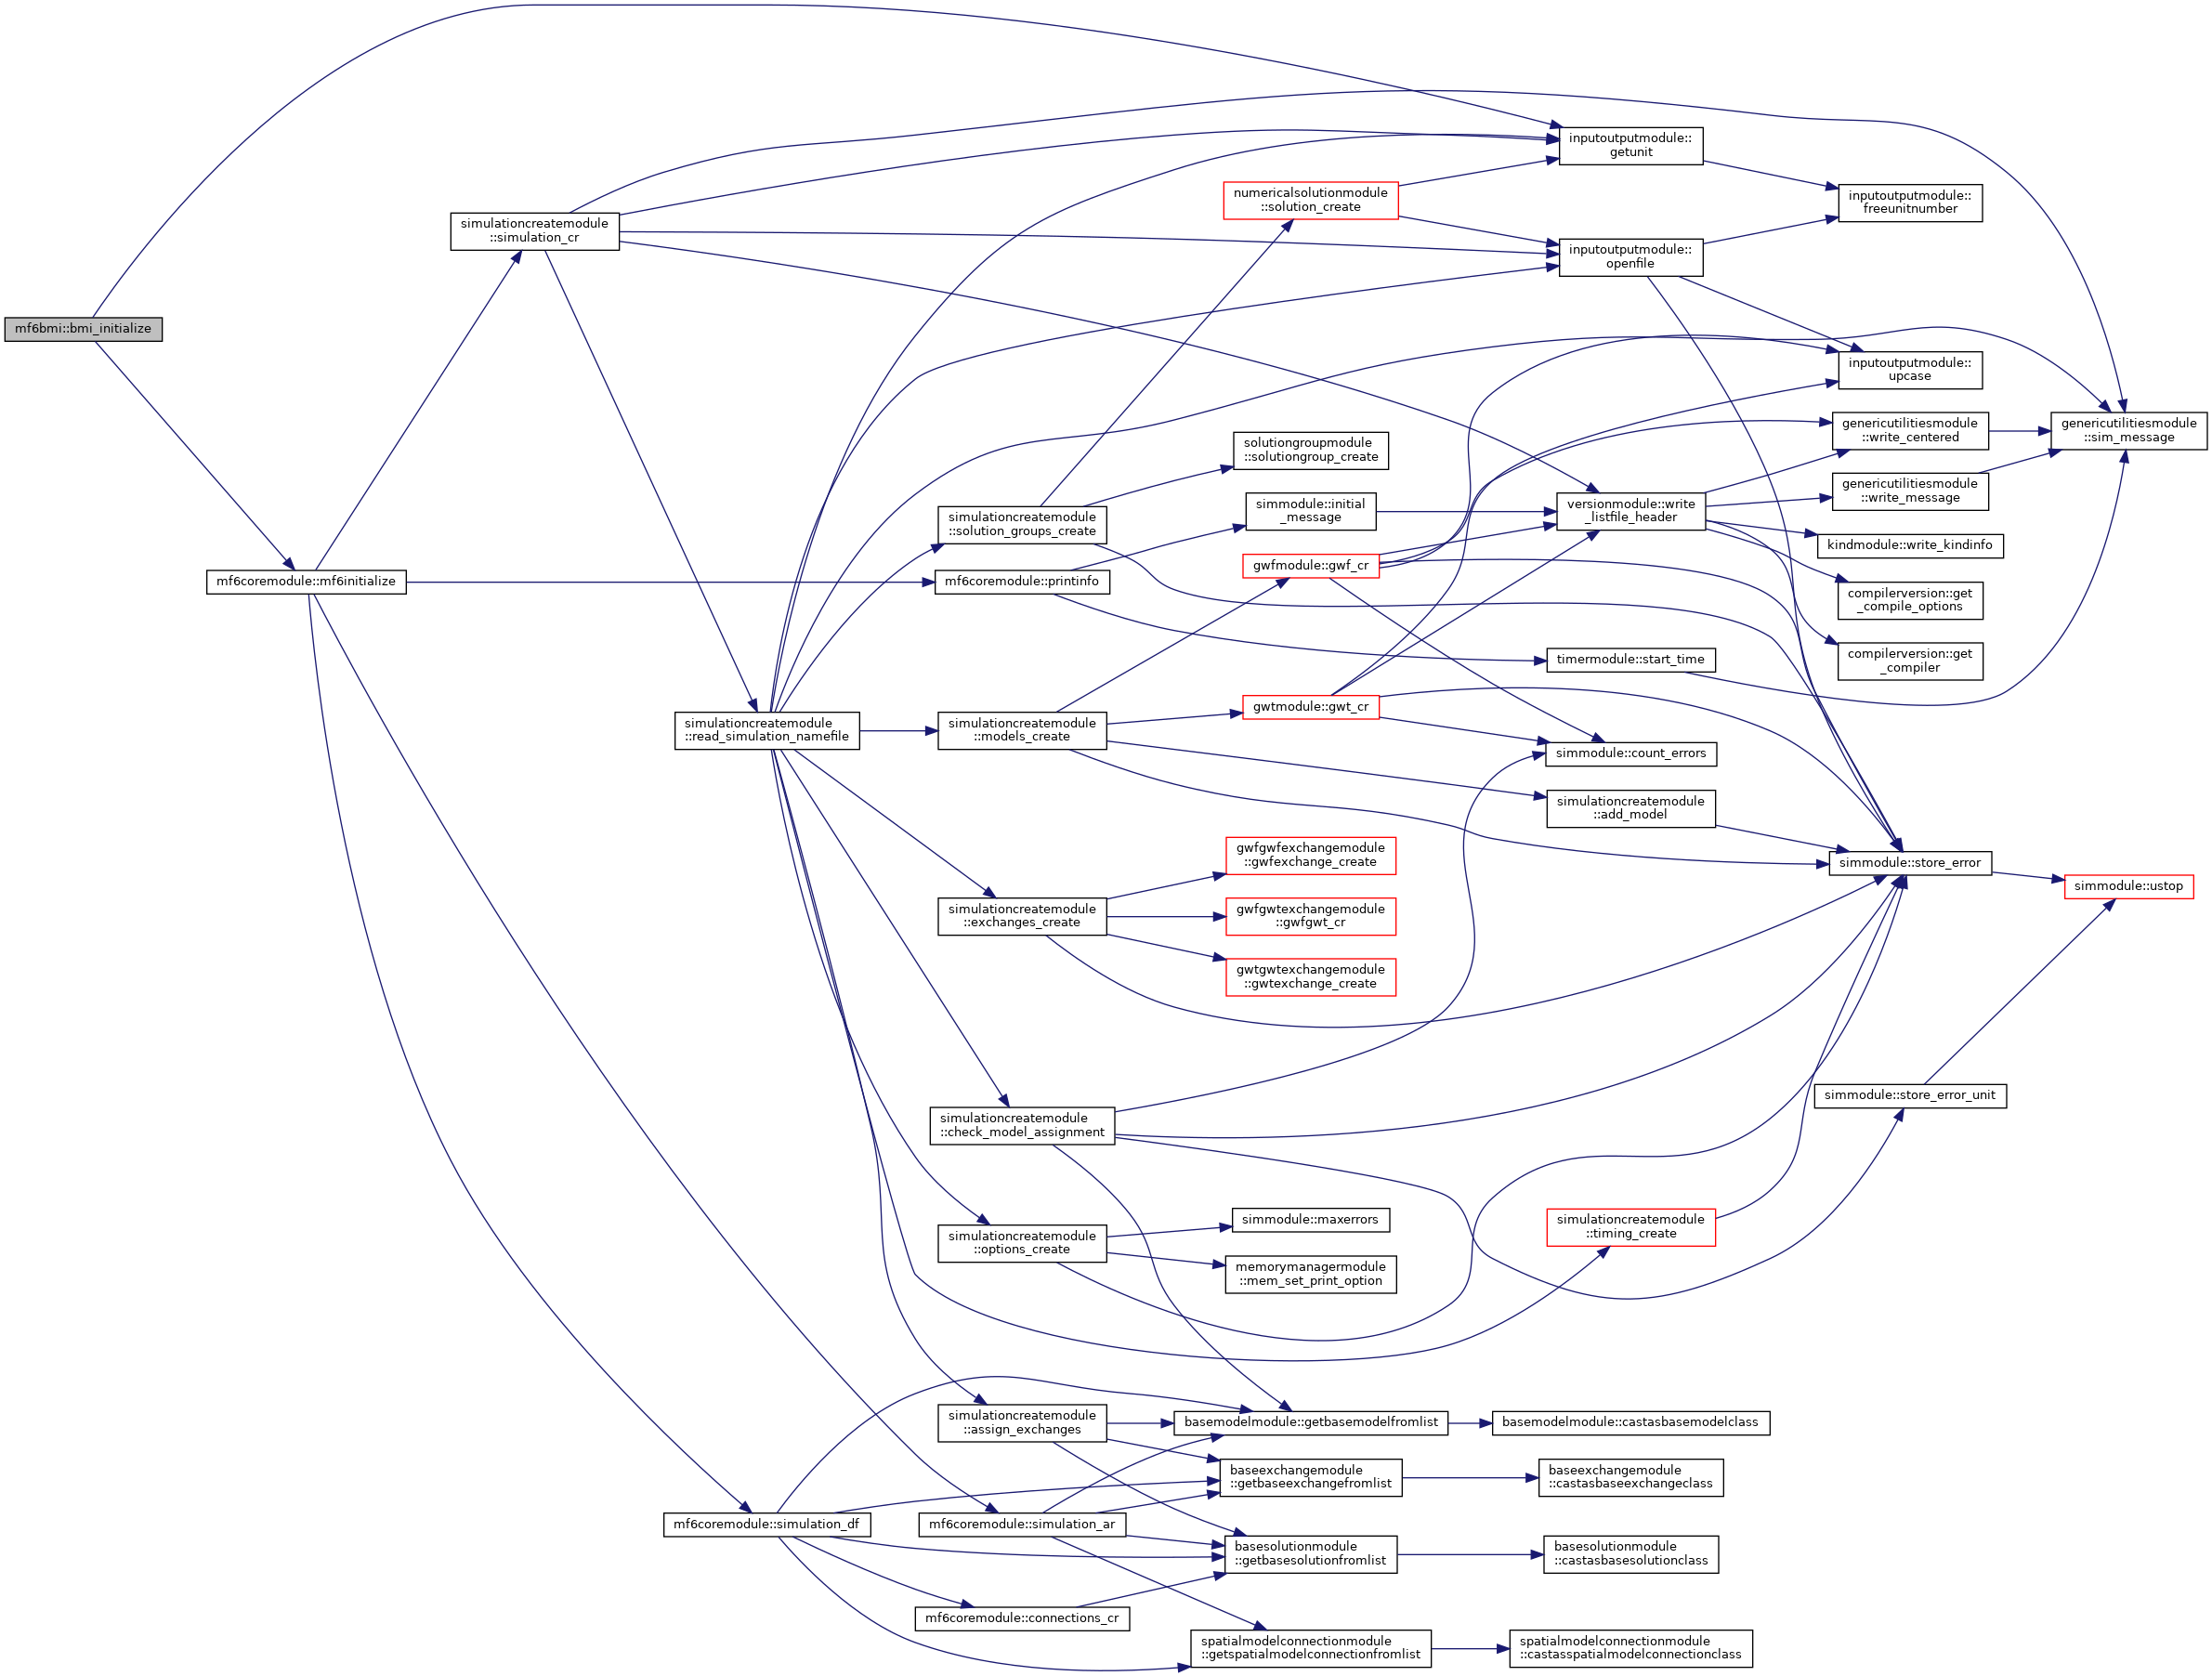 mf6bmi::bmi_initialize
mf6coremodule::mf6initialize
simulationcreatemodule
::simulation_cr
simulationcreatemodule
::read_simulation_namefile
mf6coremodule::simulation_df
simulationcreatemodule
::solution_groups_create
mf6coremodule::printinfo
simulationcreatemodule
::models_create
simulationcreatemodule
::exchanges_create
simulationcreatemodule
::check_model_assignment
simulationcreatemodule
::options_create
simulationcreatemodule
::assign_exchanges
mf6coremodule::simulation_ar
mf6coremodule::connections_cr
numericalsolutionmodule
::solution_create
solutiongroupmodule
::solutiongroup_create
simmodule::initial
_message
gwfmodule::gwf_cr
gwtmodule::gwt_cr
gwfgwfexchangemodule
::gwfexchange_create
gwfgwtexchangemodule
::gwfgwt_cr
gwtgwtexchangemodule
::gwtexchange_create
simmodule::maxerrors
memorymanagermodule
::mem_set_print_option
basemodelmodule::getbasemodelfromlist
baseexchangemodule
::getbaseexchangefromlist
basesolutionmodule
::getbasesolutionfromlist
spatialmodelconnectionmodule
::getspatialmodelconnectionfromlist
inputoutputmodule::
getunit
inputoutputmodule::
openfile
versionmodule::write
_listfile_header
timermodule::start_time
simmodule::count_errors
simulationcreatemodule
::add_model
simulationcreatemodule
::timing_create
basemodelmodule::castasbasemodelclass
baseexchangemodule
::castasbaseexchangeclass
basesolutionmodule
::castasbasesolutionclass
spatialmodelconnectionmodule
::castasspatialmodelconnectionclass
inputoutputmodule::
freeunitnumber
inputoutputmodule::
upcase
genericutilitiesmodule
::write_centered
genericutilitiesmodule
::write_message
kindmodule::write_kindinfo
compilerversion::get
_compile_options
compilerversion::get
_compiler
simmodule::store_error
simmodule::store_error_unit
genericutilitiesmodule
::sim_message
simmodule::ustop